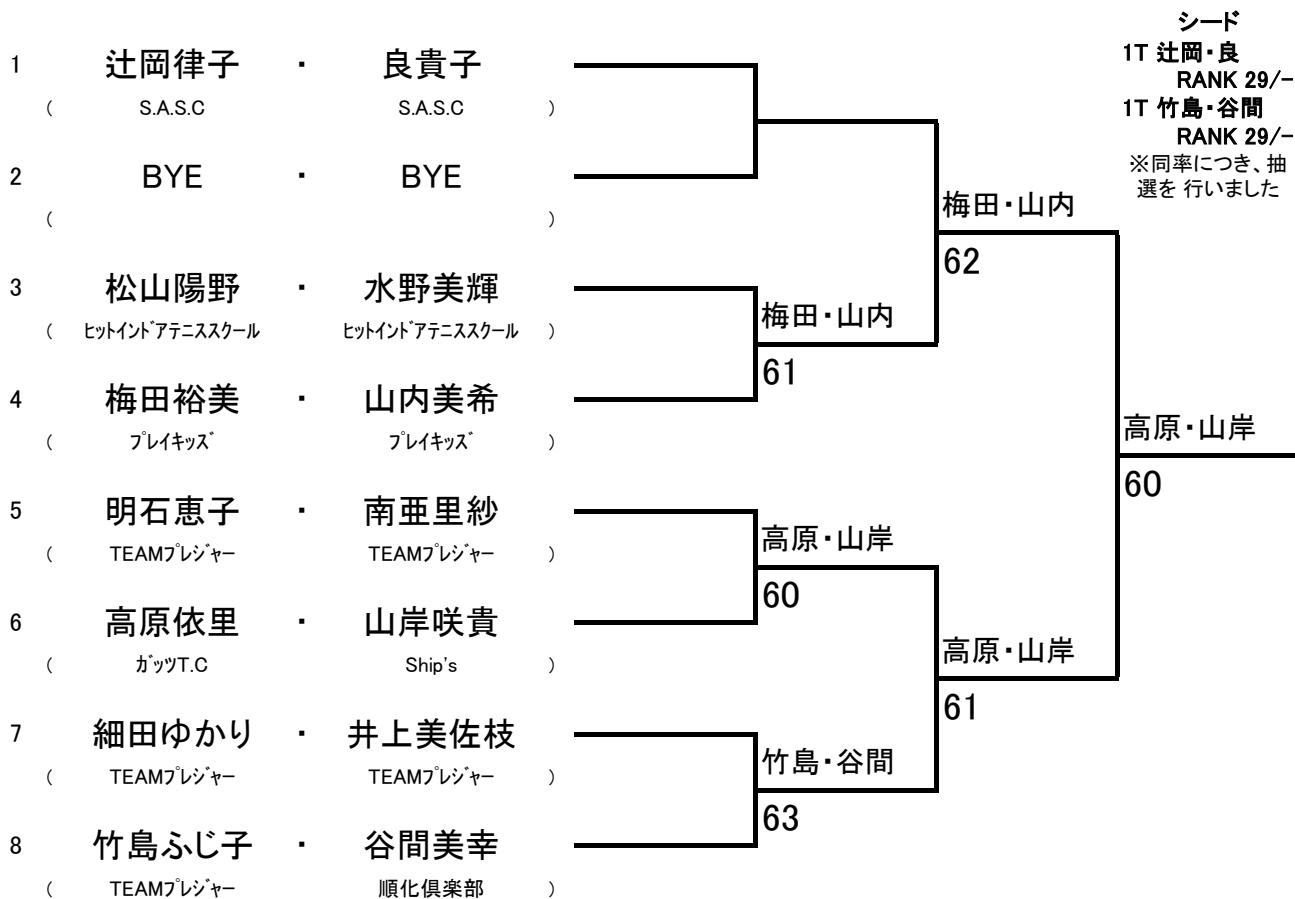 シード
1T 辻岡・良
RANK 29/-
1T 竹島・谷間
RANK 29/-
※同率につき、抽
選を 行いました
1 辻岡律子 ・ 良貴子
( S.A.S.C S.A.S.C )
2 BYE ・ BYE
( )
梅田・山内
62
3 松山陽野 ・ 水野美輝
( ﾋｯﾄｲﾝﾄﾞｱﾃﾆｽｽｸｰﾙ ﾋｯﾄｲﾝﾄﾞｱﾃﾆｽｽｸｰﾙ )
梅田・山内
61
4 梅田裕美 ・ 山内美希
( ﾌﾟﾚｲｷｯｽﾞ ﾌﾟﾚｲｷｯｽﾞ )
高原・山岸
60
5 明石恵子 ・ 南亜里紗
( TEAMﾌﾟﾚｼﾞｬｰ TEAMﾌﾟﾚｼﾞｬｰ )
高原・山岸
60
6 高原依里 ・ 山岸咲貴
( ｶﾞｯﾂT.C Ship's )
高原・山岸
61
7 細田ゆかり ・ 井上美佐枝
( TEAMﾌﾟﾚｼﾞｬｰ TEAMﾌﾟﾚｼﾞｬｰ )
竹島・谷間
63
8 竹島ふじ子 ・ 谷間美幸
( TEAMﾌﾟﾚｼﾞｬｰ 順化倶楽部 )